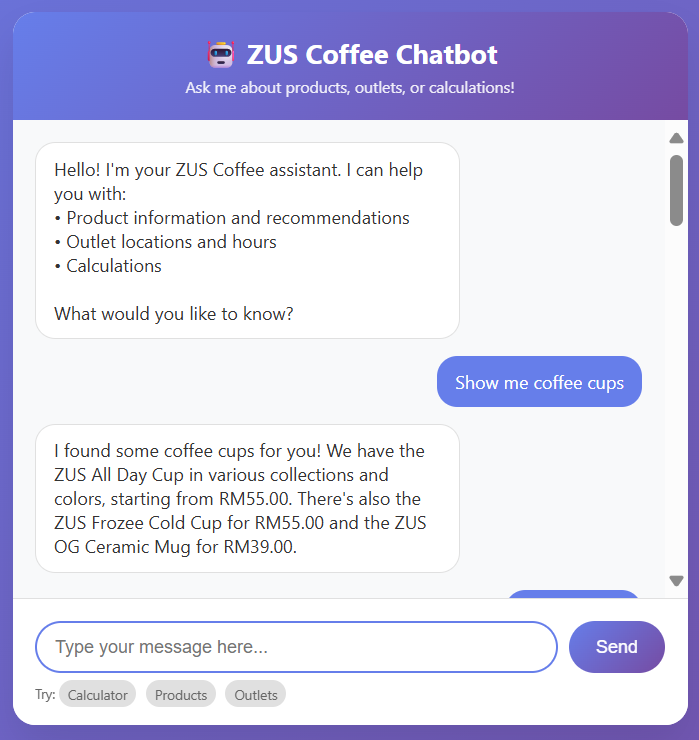 ZUS Coffee Chatbot
Ask me about products, outlets, or calculations!
Hello! I'm your ZUS Coffee assistant. I can help
you with:
• Product information and recommendations
• Outlet locations and hours
• Calculations
What would you like to know?
Show me coffee cups
I found some coffee cups for you! We have the
ZUS All Day Cup in various collections and
colors, starting from RM55.00. There's also the
ZUS Frozee Cold Cup for RM55.00 and the ZUS
OG Ceramic Mug for RM39.00.
Type your message here...
Send
Try: Calculator Products Outlets